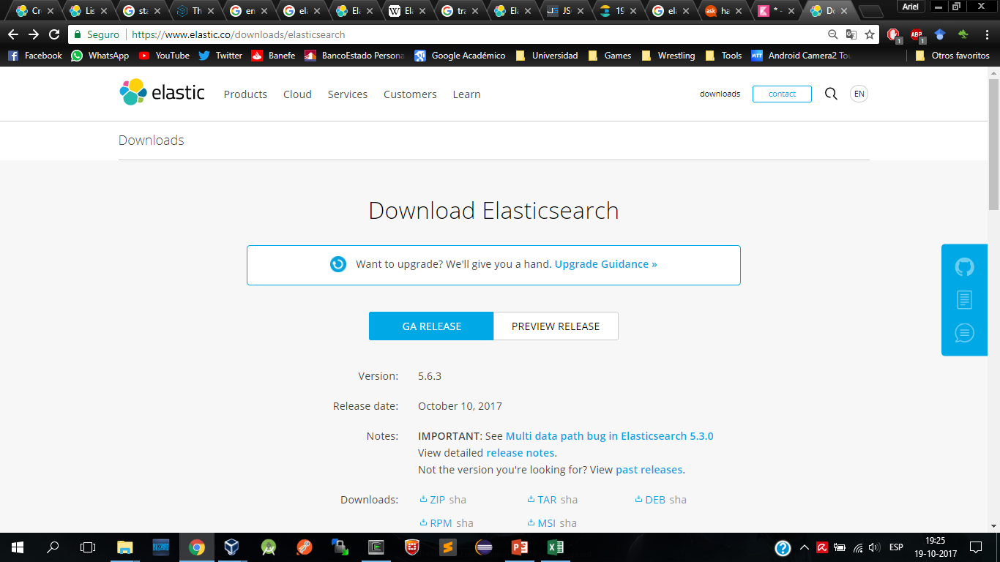 Cr Lis sta Th en ela Ela Ela tra Ela JS 19 ela ha * - Do Ariel
Seguro https://www.elastic.co/downloads/elasticsearch
Facebook WhatsApp YouTube Twitter Banefe BancoEstado Persona Google Académico Universidad Games Wrestling Tools Android Camera2 Tou Otros favoritos
elastic Products Cloud Services Customers Learn downloads contact EN
Downloads
Download Elasticsearch
Want to upgrade? We'll give you a hand. Upgrade Guidance »
GA RELEASE PREVIEW RELEASE
Version: 5.6.3
Release date: October 10, 2017
Notes: IMPORTANT: See Multi data path bug in Elasticsearch 5.3.0
View detailed release notes.
Not the version you're looking for? View past releases.
Downloads: ZIP sha TAR sha DEB sha
RPM sha MSI sha
ESP 19:25
19-10-2017